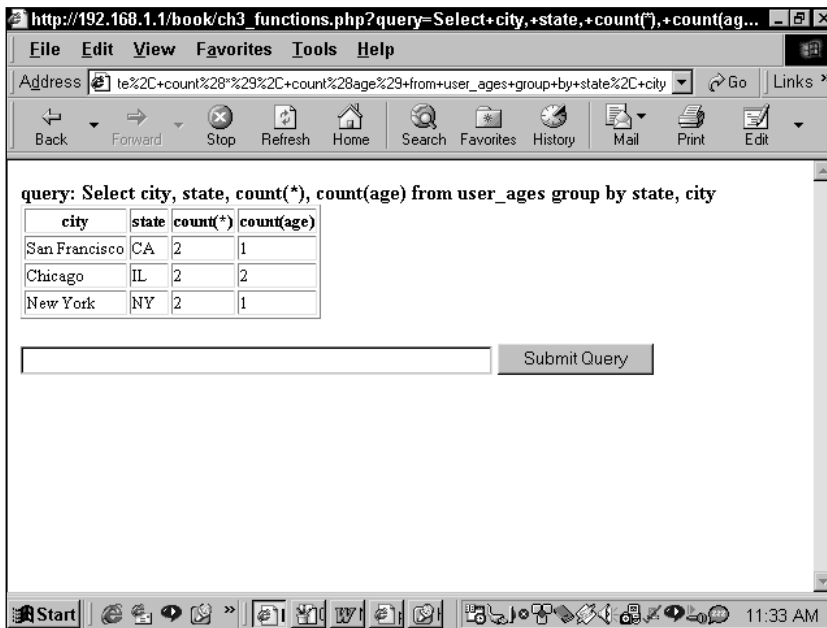 http://192.168.1.1/book/ch3_functions.php?query=Select+city,+state,+count(*),+count(ag...
File Edit View Favorites Tools Help
Address te%2C+count%28*%29%2C+count%28age%29+from+user_ages+group+by+state%2C+city Go Links »
Back Forward Stop Refresh Home Search Favorites History Mail Print Edit
query: Select city, state, count(*), count(age) from user_ages group by state, city
city state count(*) count(age)
San Francisco CA 2 1
Chicago IL 2 2
New York NY 2 1
Submit Query
Start » 11:33 AM